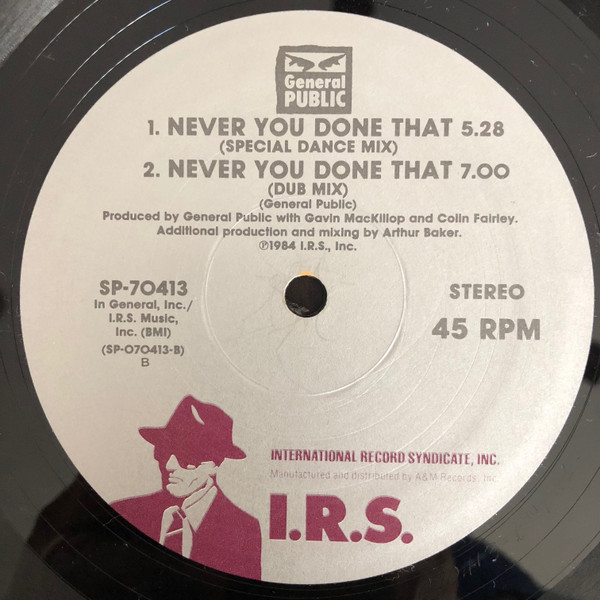 General
PUBLIC
1. NEVER YOU DONE THAT 5.28
(SPECIAL DANCE MIX)
2. NEVER YOU DONE THAT 7.00
(DUB MIX)
(General Public)
Produced by General Public with Gavin MacKillop and Colin Fairley.
Additional production and mixing by Arthur Baker.
℗1984 I.R.S., Inc.
SP-70413
In General, Inc./
I.R.S. Music,
Inc. (BMI)
(SP-070413-B)
B
STEREO
45 RPM
INTERNATIONAL RECORD SYNDICATE, INC.
Manufactured and distributed by A&M Records, Inc.
I.R.S.